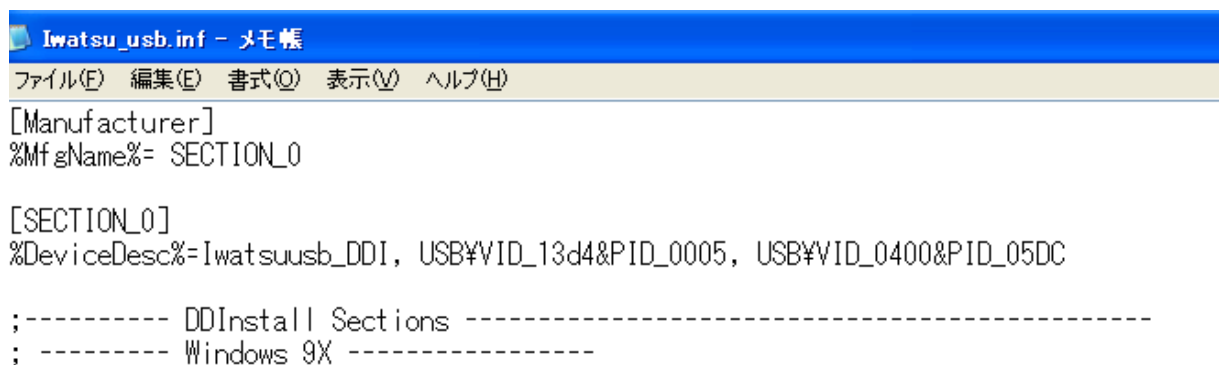 Iwatsu_usb.inf - メモ帳
ファイル(F) 編集(E) 書式(O) 表示(V) ヘルプ(H)
[Manufacturer]
%MfgName%= SECTION_0
[SECTION_0]
%DeviceDesc%=Iwatsuusb_DDI, USB¥VID_13d4&PID_0005, USB¥VID_0400&PID_05DC
;---------- DDInstall Sections ------------------------------------------------
; --------- Windows 9X -----------------